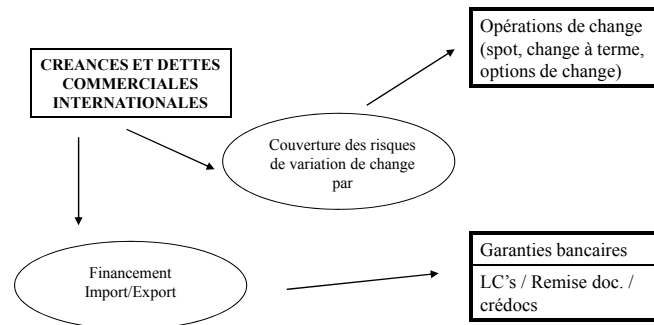 Opérations de change
(spot, change à terme,
options de change)
CREANCES ET DETTES
COMMERCIALES
INTERNATIONALES
Couverture des risques
de variation de change
par
Garanties bancaires
LC's / Remise doc. /
crédocs
Financement
Import/Export